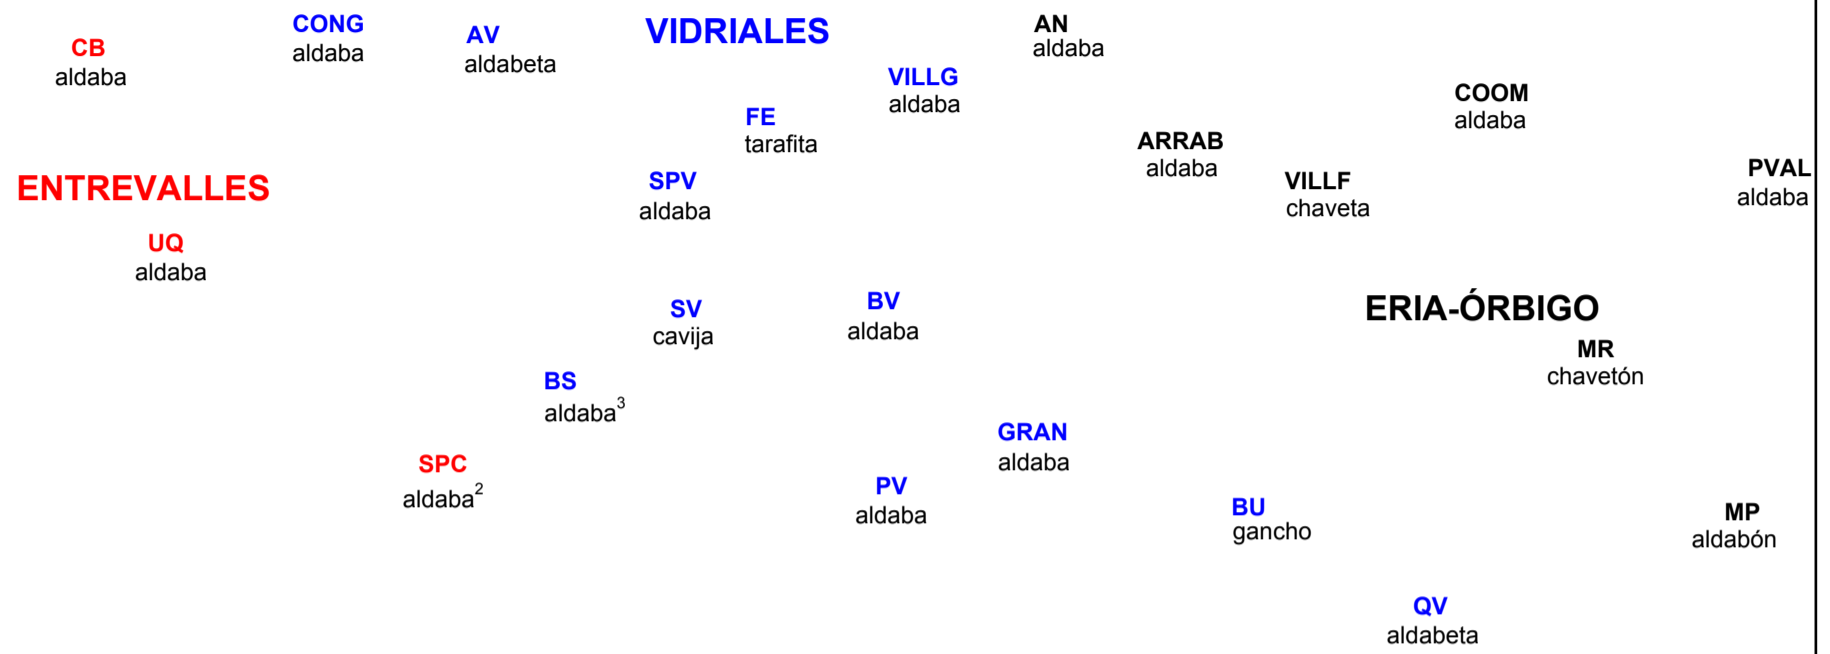 CONG
aldaba
AV
aldabeta
VIDRIALES
AN
aldaba
CB
aldaba
VILLG
aldaba
COOM
aldaba
FE
tarafita
ARRAB
aldaba
PVAL
aldaba
ENTREVALLES
SPV
aldaba
VILLF
chaveta
UQ
aldaba
SV
cavija
BV
aldaba
ERIA-ÓRBIGO
MR
chavetón
BS
aldaba³
GRAN
aldaba
SPC
aldaba²
PV
aldaba
BU
gancho
MP
aldabón
QV
aldabeta